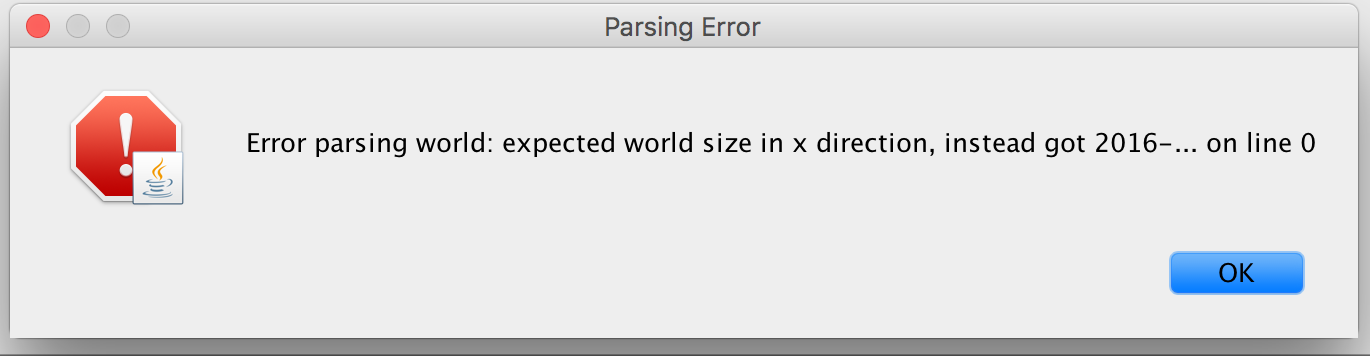 Parsing Error
Error parsing world: expected world size in x direction, instead got 2016-... on line 0
OK